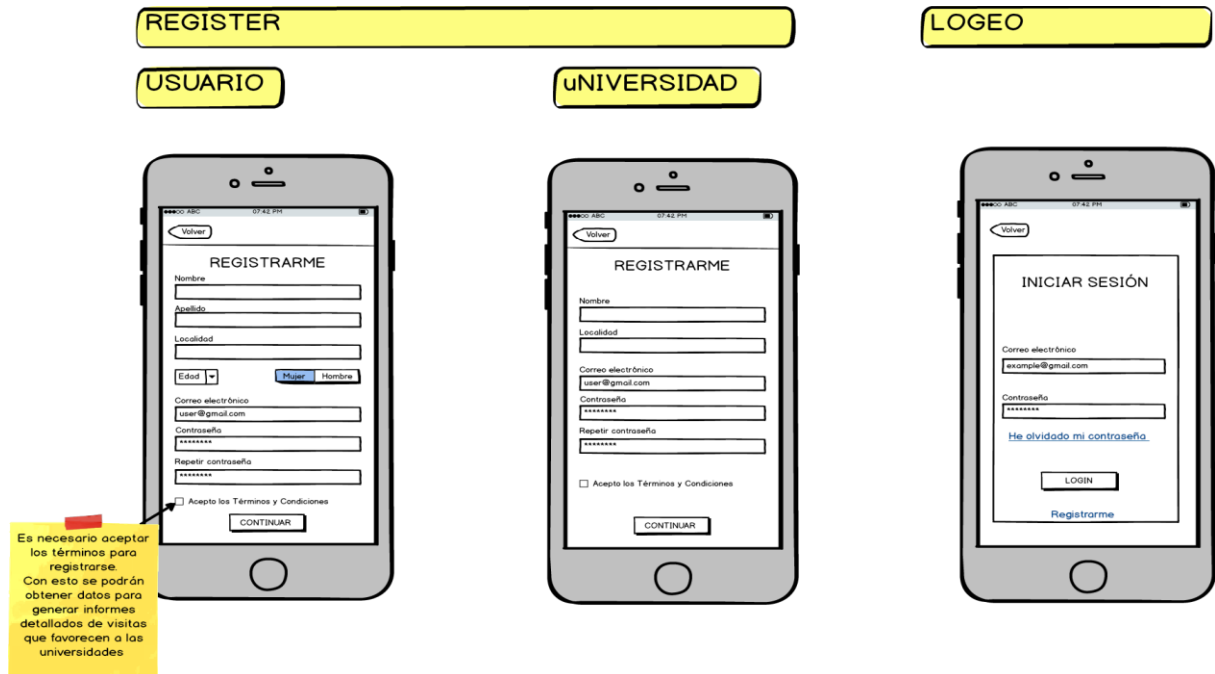 REGISTER
LOGEO
USUARIO
uNIVERSIDAD
ABC 07:42 PM
Volver
REGISTRARME
Nombre
Apellido
Localidad
Edad
Mujer Hombre
Correo electrónico
user@gmail.com
Contraseña
********
Repetir contraseña
********
Acepto los Términos y Condiciones
CONTINUAR
Es necesario aceptar
los términos para
registrarse.
Con esto se podrán
obtener datos para
generar informes
detallados de visitas
que favorecen a las
universidades
ABC 07:42 PM
Volver
REGISTRARME
Nombre
Localidad
Correo electrónico
user@gmail.com
Contraseña
********
Repetir contraseña
********
Acepto los Términos y Condiciones
CONTINUAR
ABC 07:42 PM
Volver
INICIAR SESIÓN
Correo electrónico
example@gmail.com
Contraseña
********
He olvidado mi contraseña
LOGIN
Registrarme